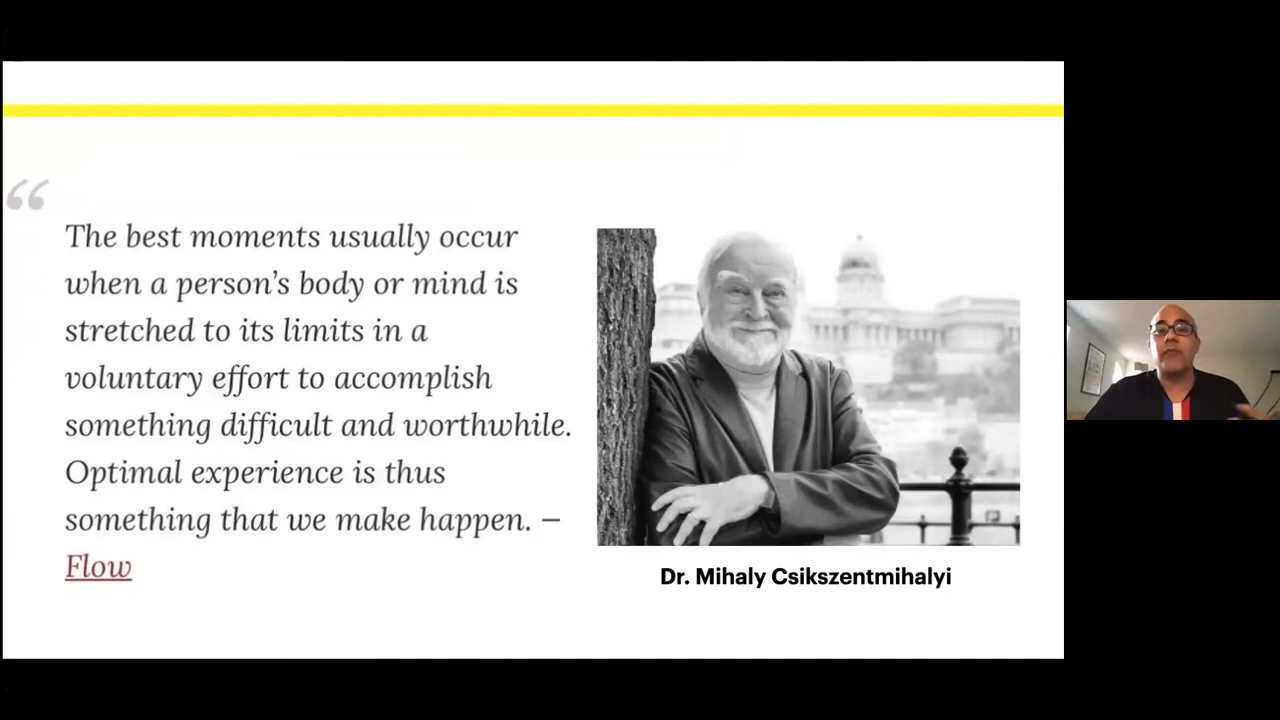 “
The best moments usually occur
when a person’s body or mind is
stretched to its limits in a
voluntary effort to accomplish
something difficult and worthwhile.
Optimal experience is thus
something that we make happen. —
Flow
Dr. Mihaly Csikszentmihalyi